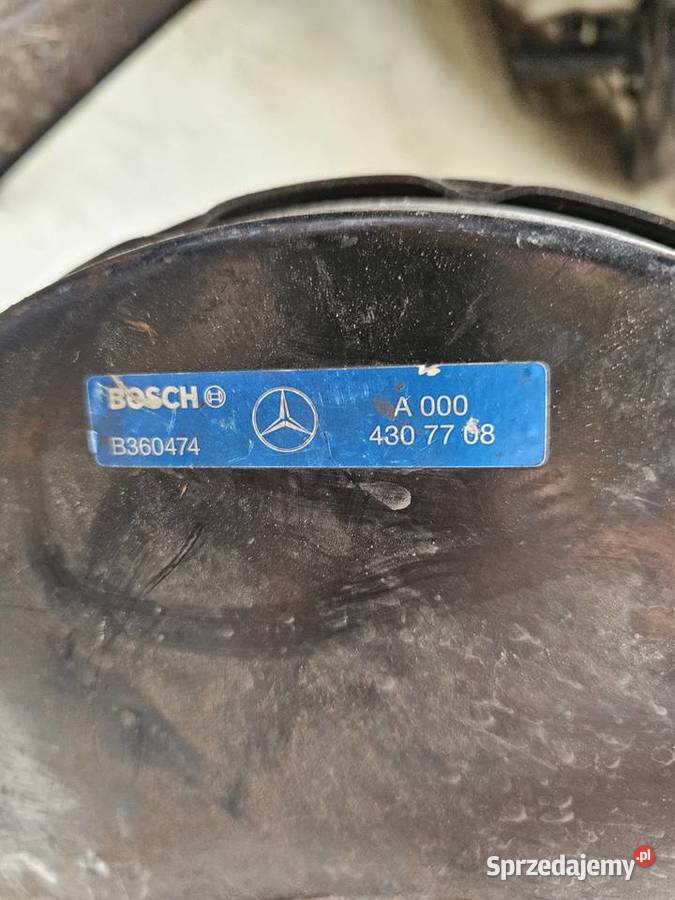 BOSCH
B360474
A 000
430 77 08
Sprzedajemy.pl